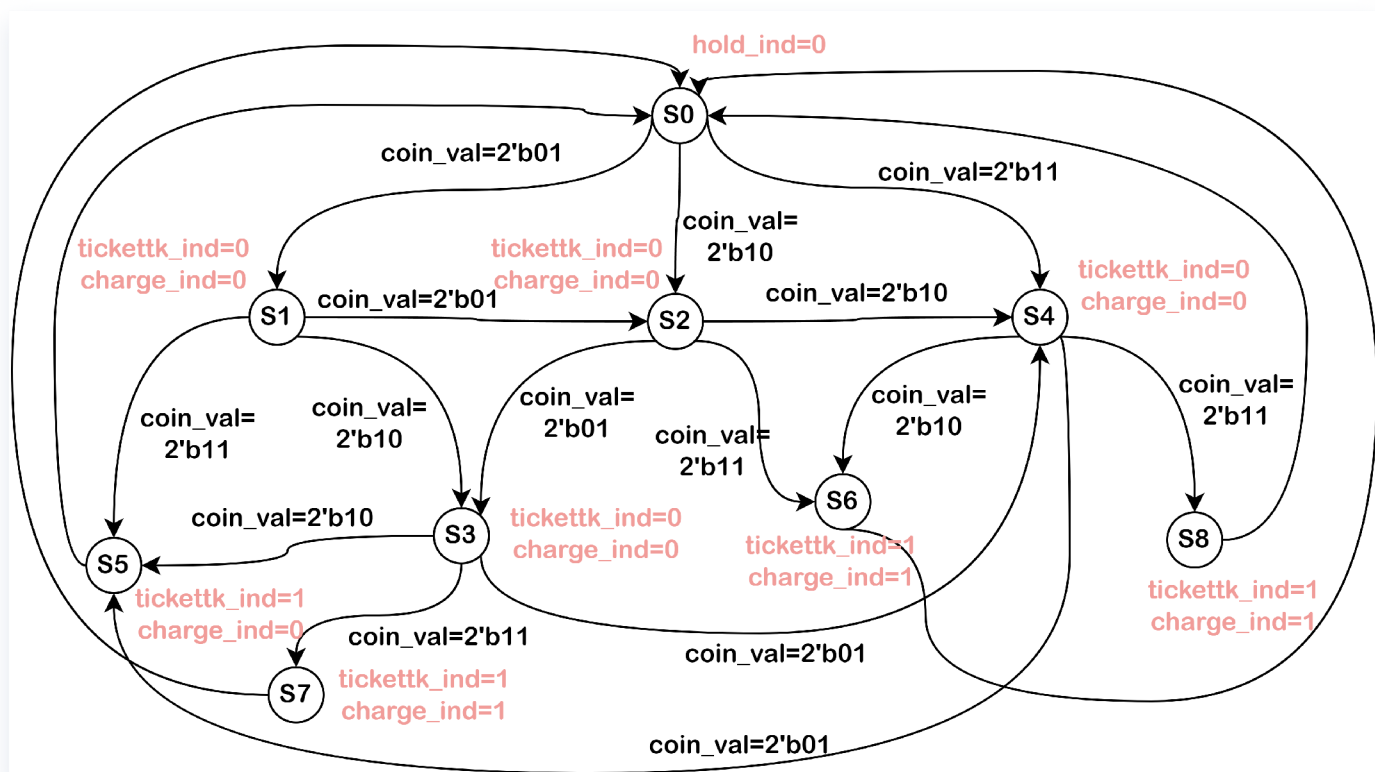 hold_ind=0
S0
coin_val=2'b01
coin_val=2'b11
coin_val=
2'b10
tickettk_ind=0
charge_ind=0
tickettk_ind=0
charge_ind=0
tickettk_ind=0
charge_ind=0
S1
coin_val=2'b01
S2
coin_val=2'b10
S4
coin_val=
2'b11
coin_val=
2'b10
coin_val=
2'b01
coin_val=
2'b11
coin_val=
2'b10
coin_val=
2'b11
S6
coin_val=2'b10
S3
tickettk_ind=0
charge_ind=0
tickettk_ind=1
charge_ind=1
S8
S5
tickettk_ind=1
charge_ind=0
tickettk_ind=1
charge_ind=1
coin_val=2'b11
coin_val=2'b01
S7
tickettk_ind=1
charge_ind=1
coin_val=2'b01